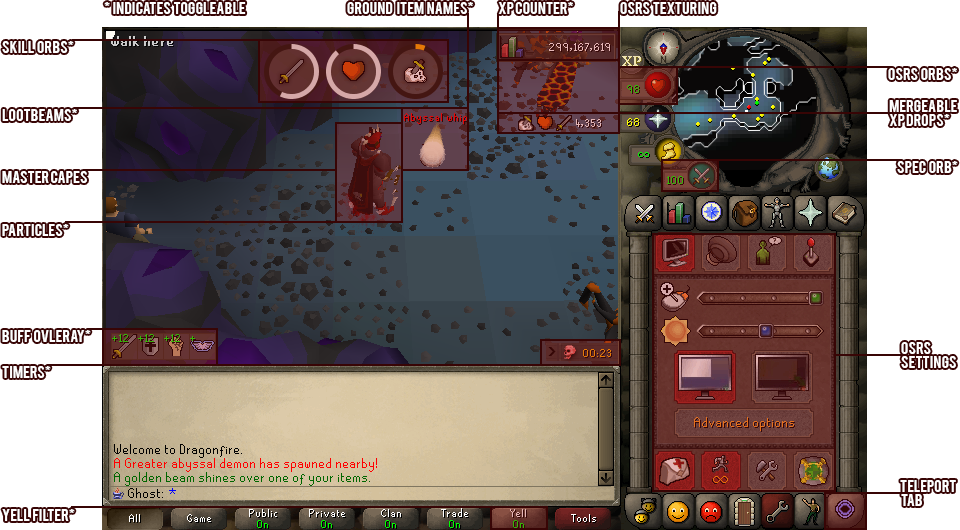 * INDICATES TOGGLEABLE
GROUND ITEM NAMES*
XP COUNTER*
OSRS TEXTURING
SKILL ORBS*
Walk here
299,167,619
XP
OSRS ORBS*
98
LOOTBEAMS*
Abyssal whip
MERGEABLE
XP DROPS*
4,353
68
SPEC ORB*
100
MASTER CAPES
PARTICLES*
BUFF OVLERAY*
+12
+12
+12
+
00:23
TIMERS*
OSRS
SETTINGS
Advanced options
Welcome to Dragonfire.
A Greater abyssal demon has spawned nearby!
A golden beam shines over one of your items.
Ghost: *
TELEPORT
TAB
YELL FILTER*
All
Game
Public
On
Private
On
Clan
On
Trade
On
Yell
On
Tools